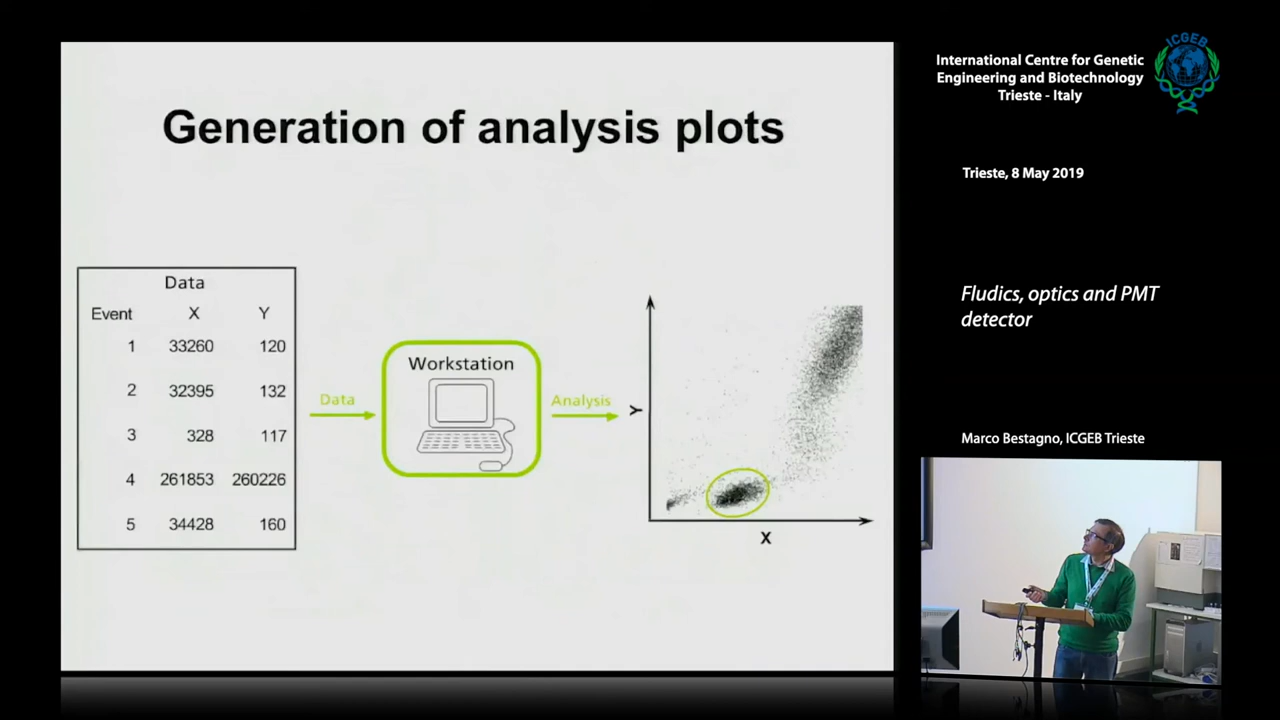 Generation of analysis plots
Data
Event X Y
1 33260 120
2 32395 132
3 328 117
4 261853 260226
5 34428 160
Data
Workstation
Analysis
Y
X
ICGEB
International Centre for Genetic
Engineering and Biotechnology
Trieste - Italy
Trieste, 8 May 2019
Fludics, optics and PMT
detector
Marco Bestagno, ICGEB Trieste